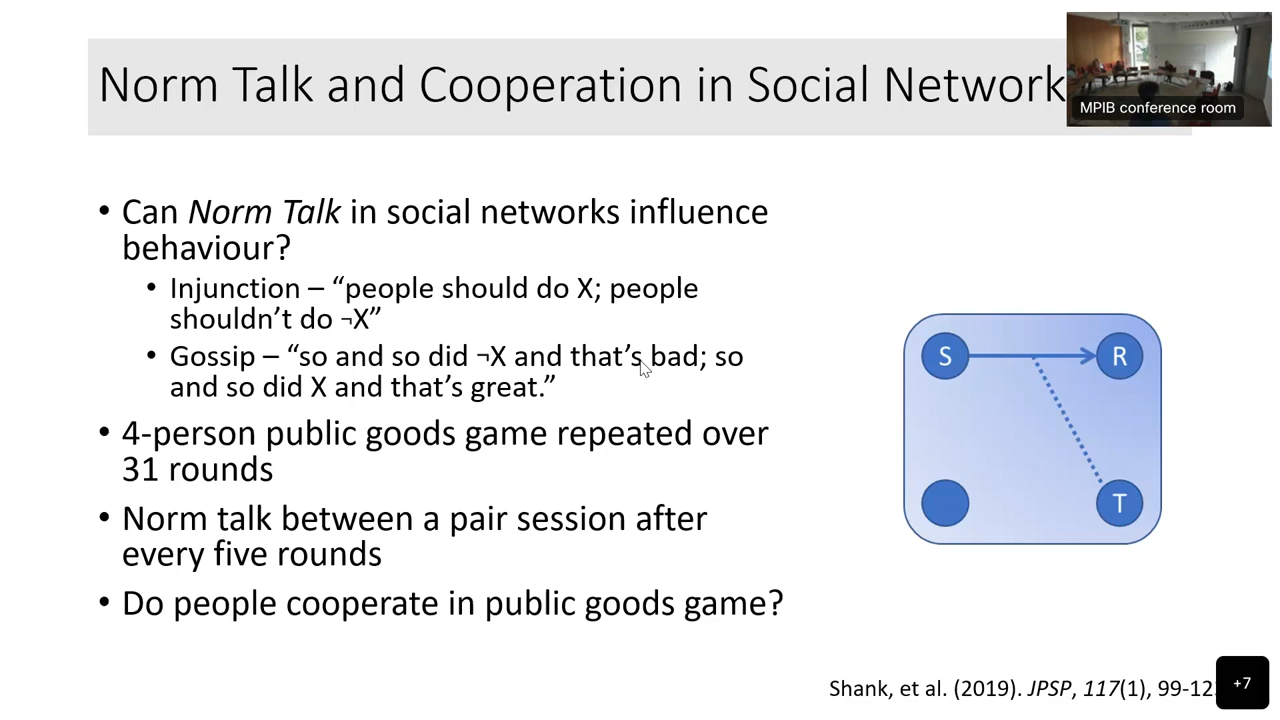 Norm Talk and Cooperation in Social Network
MPIB conference room
• Can Norm Talk in social networks influence
behaviour?
• Injunction – “people should do X; people
shouldn’t do ¬X”
• Gossip – “so and so did ¬X and that’s bad; so
and so did X and that’s great.”
• 4-person public goods game repeated over
31 rounds
• Norm talk between a pair session after
every five rounds
• Do people cooperate in public goods game?
S
R
T
Shank, et al. (2019). JPSP, 117(1), 99-12
+7